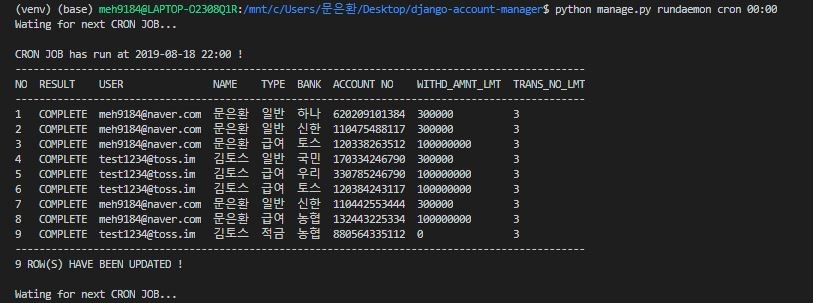 (venv) (base) meh9184@LAPTOP-O2308Q1R:/mnt/c/Users/문은환/Desktop/django-account-manager$ python manage.py rundaemon cron 00:00
Wating for next CRON JOB...
CRON JOB has run at 2019-08-18 22:00 !
--------------------------------------------------------------------------------
NO RESULT USER NAME TYPE BANK ACCOUNT NO WITHD_AMNT_LMT TRANS_NO_LMT
--------------------------------------------------------------------------------
1 COMPLETE meh9184@naver.com 문은환 일반 하나 620209101384 300000 3
2 COMPLETE meh9184@naver.com 문은환 일반 신한 110475488117 300000 3
3 COMPLETE meh9184@naver.com 문은환 급여 토스 120338263512 100000000 3
4 COMPLETE test1234@toss.im 김토스 일반 국민 170334246790 300000 3
5 COMPLETE test1234@toss.im 김토스 급여 우리 330785246790 100000000 3
6 COMPLETE test1234@toss.im 김토스 급여 토스 120384243117 100000000 3
7 COMPLETE meh9184@naver.com 문은환 일반 신한 110442553444 300000 3
8 COMPLETE meh9184@naver.com 문은환 급여 농협 132443225334 100000000 3
9 COMPLETE test1234@toss.im 김토스 적금 농협 880564335112 0 3
--------------------------------------------------------------------------------
9 ROW(S) HAVE BEEN UPDATED !
Wating for next CRON JOB...